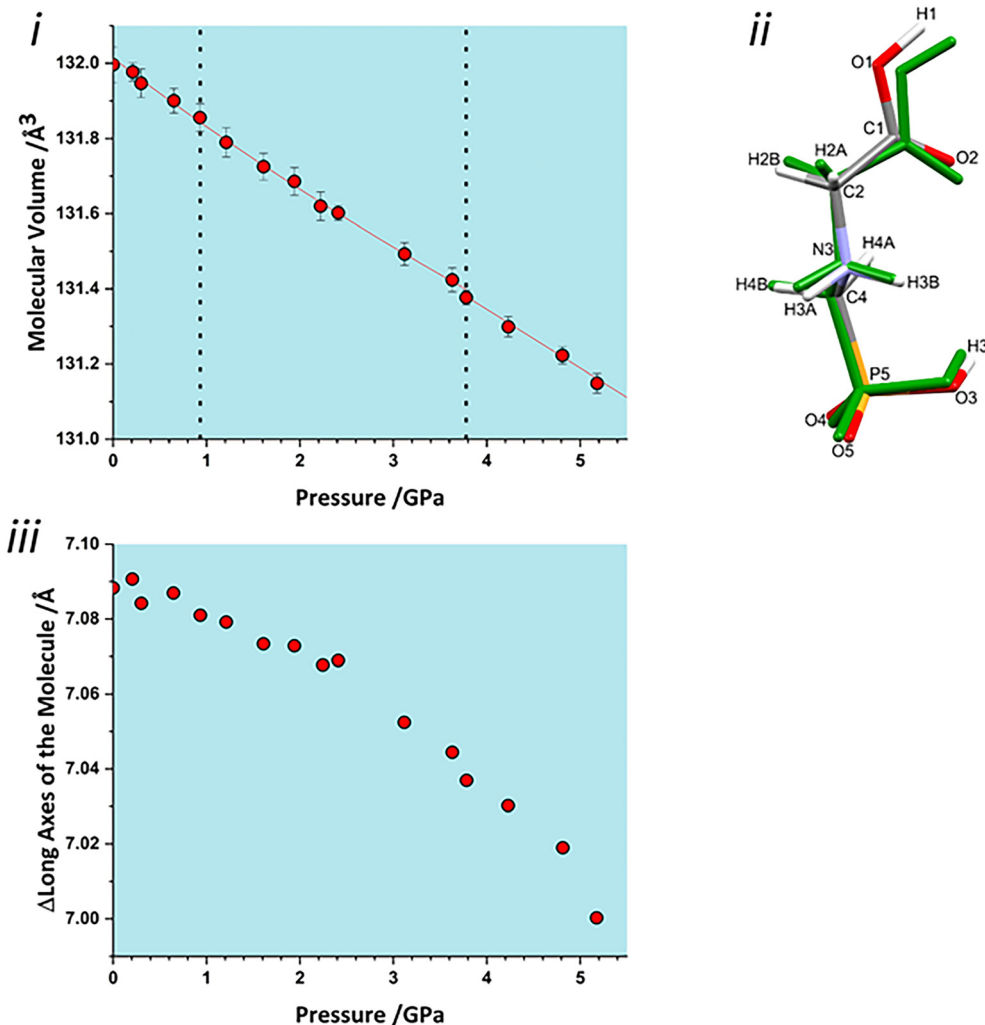 i
132.0
131.8
131.6
131.4
131.2
131.0
Molecular Volume /Å³
0 1 2 3 4 5
Pressure /GPa
ii
H1
O1
C1
H2A
H2B
O2
C2
N3
H4A
H4B
H3B
H3A
C4
H3
P5
O3
O4
O5
iii
7.10
7.08
7.06
7.04
7.02
7.00
ΔLong Axes of the Molecule /Å
0 1 2 3 4 5
Pressure /GPa